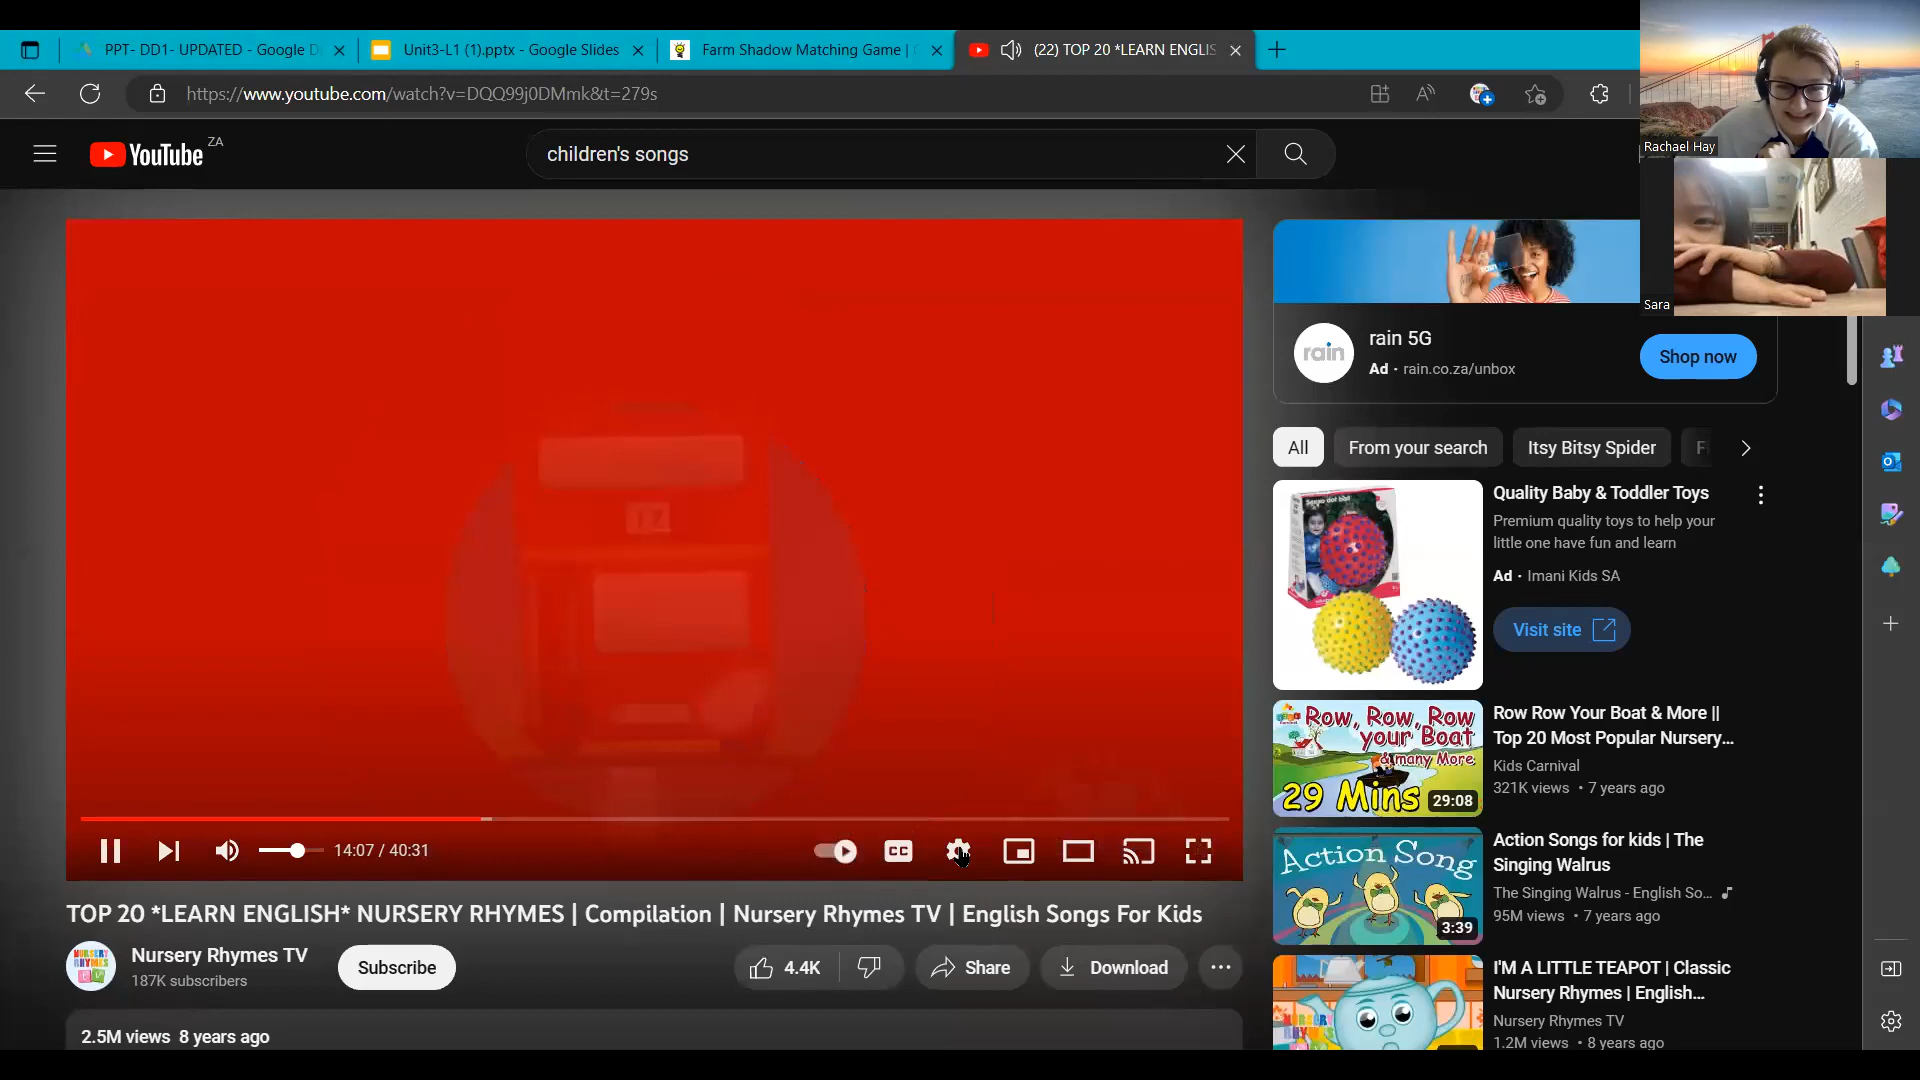 PPT- DD1- UPDATED - Google D
Unit3-L1 (1).pptx - Google Slides
Farm Shadow Matching Game |
(22) TOP 20 *LEARN ENGLIS
https://www.youtube.com/watch?v=DQQ99j0DMmk&t=279s
Rachael Hay
YouTube ZA
children's songs
Sara
rain
rain 5G
Ad · rain.co.za/unbox
Shop now
All
From your search
Itsy Bitsy Spider
Quality Baby & Toddler Toys
Premium quality toys to help your
little one have fun and learn
Ad · Imani Kids SA
Visit site
17
Row, Row, Row
your Boat
& many More
29 Mins
29:08
Row Row Your Boat & More ||
Top 20 Most Popular Nursery...
Kids Carnival
321K views • 7 years ago
14:07 / 40:31
CC
Action Song
3:39
Action Songs for kids | The
Singing Walrus
The Singing Walrus - English So...
95M views • 7 years ago
TOP 20 *LEARN ENGLISH* NURSERY RHYMES | Compilation | Nursery Rhymes TV | English Songs For Kids
NURSERY
RHYMES
Nursery Rhymes TV
187K subscribers
Subscribe
4.4K
Share
Download
I'M A LITTLE TEAPOT | Classic
Nursery Rhymes | English...
Nursery Rhymes TV
1.2M views • 8 years ago
2.5M views 8 years ago